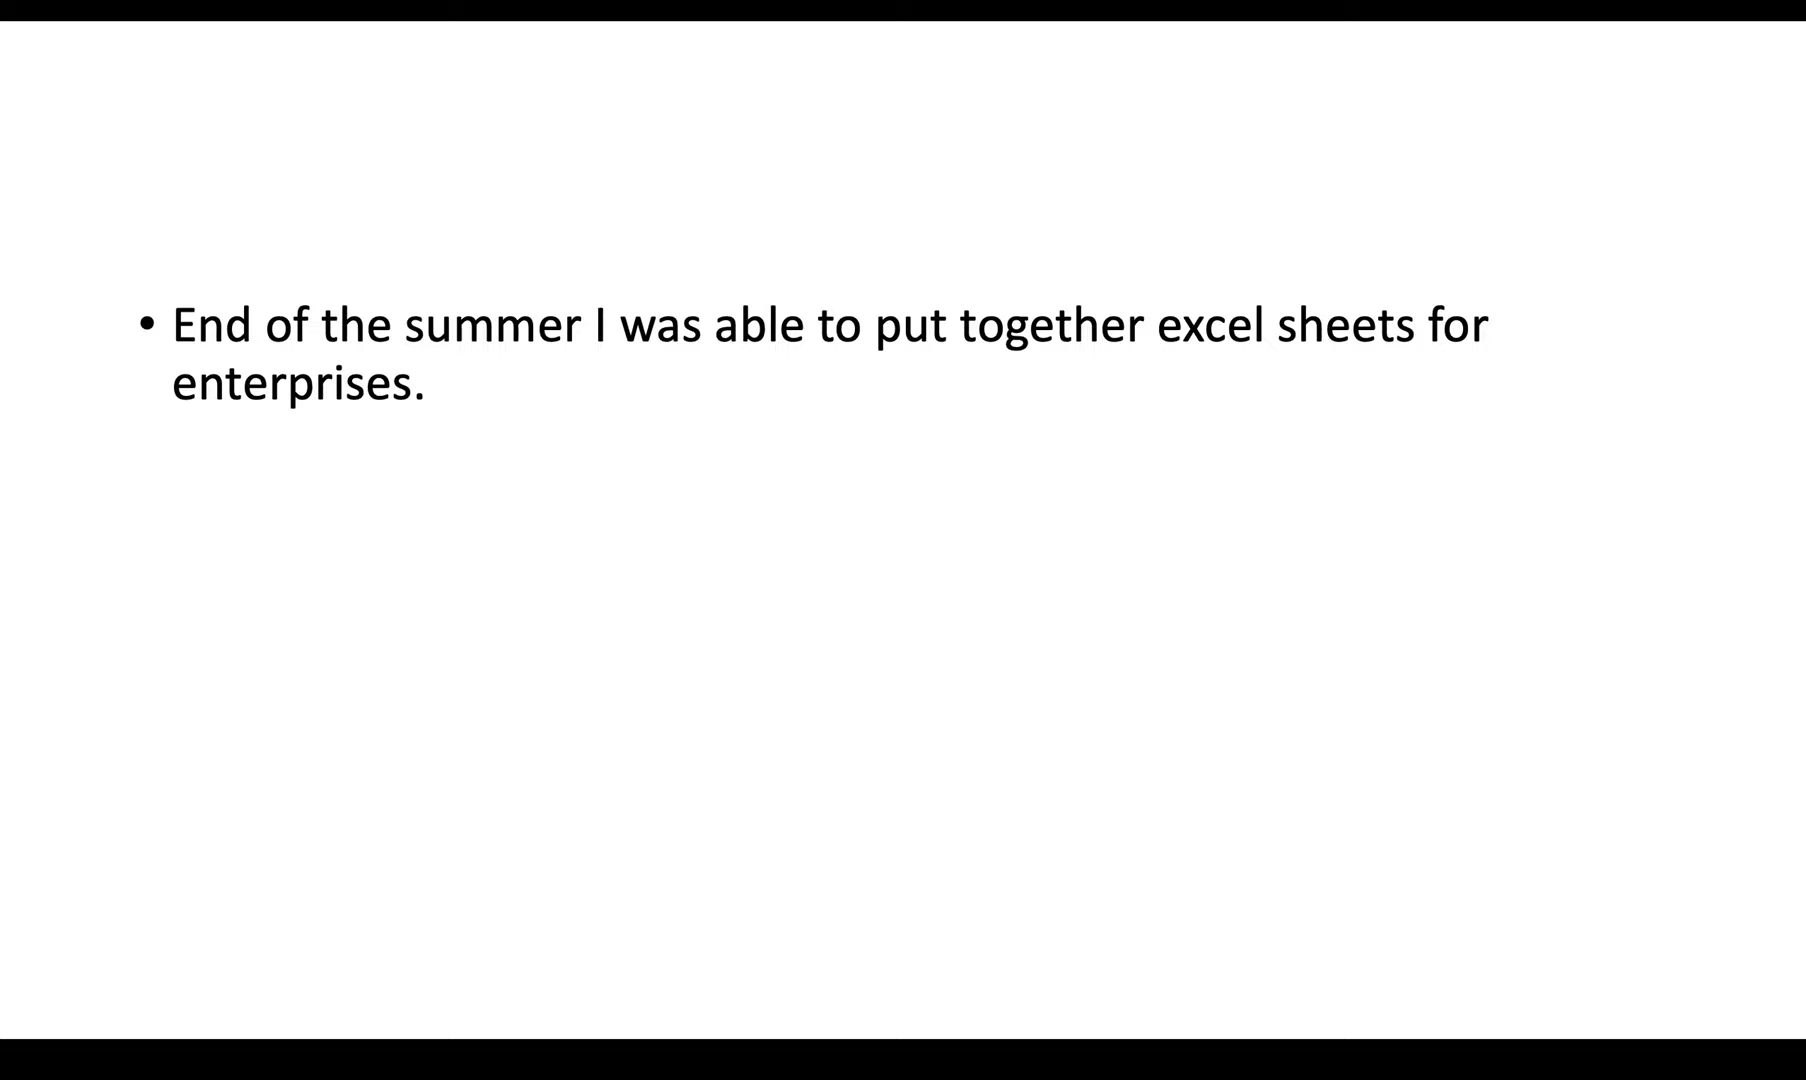 • End of the summer I was able to put together excel sheets for
enterprises.